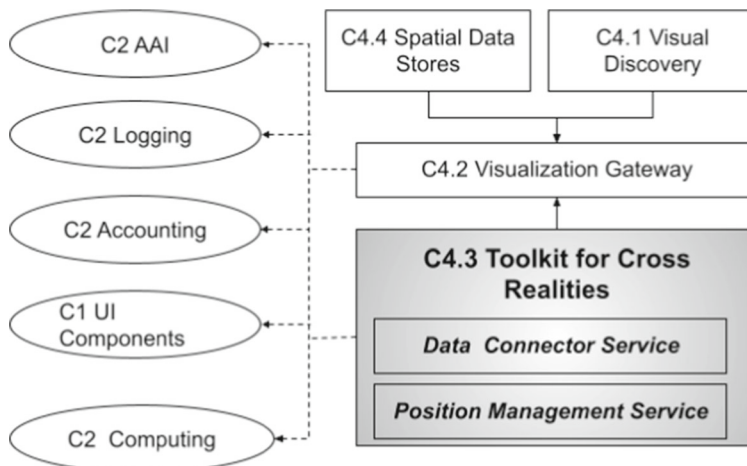 C2 AAI
C2 Logging
C2 Accounting
C1 UI
Components
C2 Computing
C4.4 Spatial Data
Stores
C4.1 Visual
Discovery
C4.2 Visualization Gateway
C4.3 Toolkit for Cross
Realities
Data Connector Service
Position Management Service